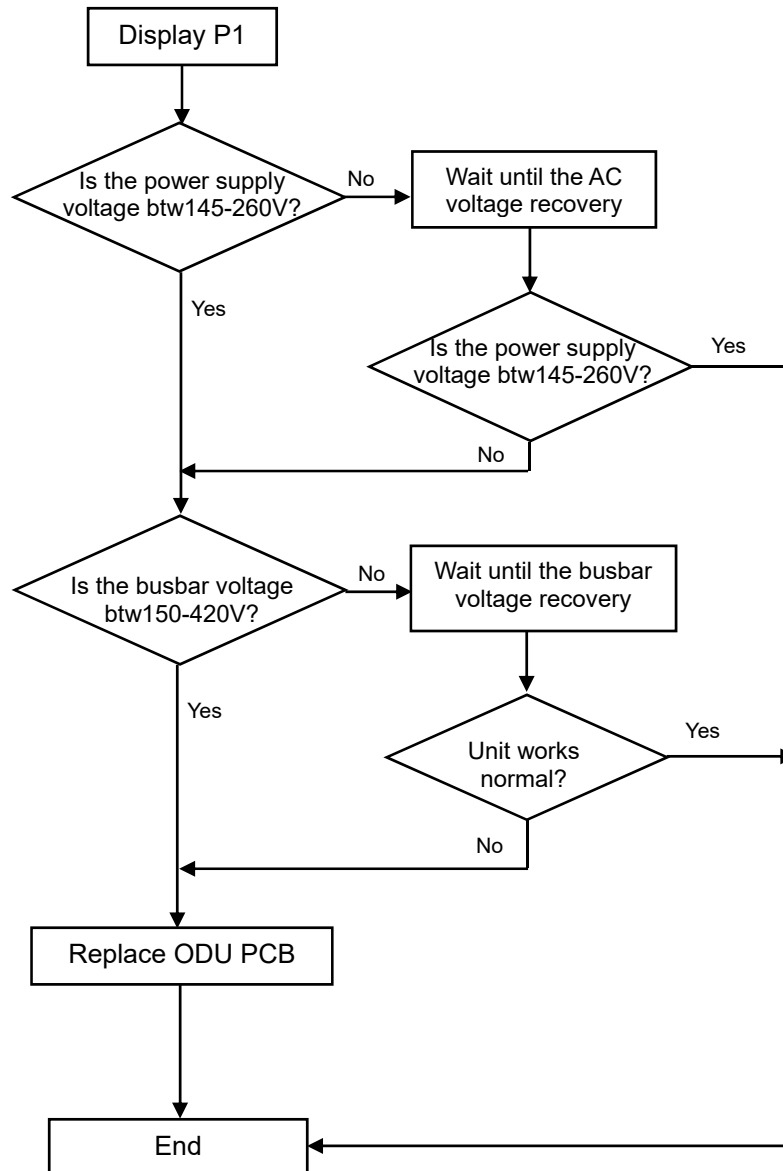 Display P1
Is the power supply
voltage btw145-260V?
No
Wait until the AC
voltage recovery
Yes
Is the power supply
voltage btw145-260V?
Yes
No
Is the busbar voltage
btw150-420V?
No
Wait until the busbar
voltage recovery
Yes
Unit works
normal?
Yes
No
Replace ODU PCB
End